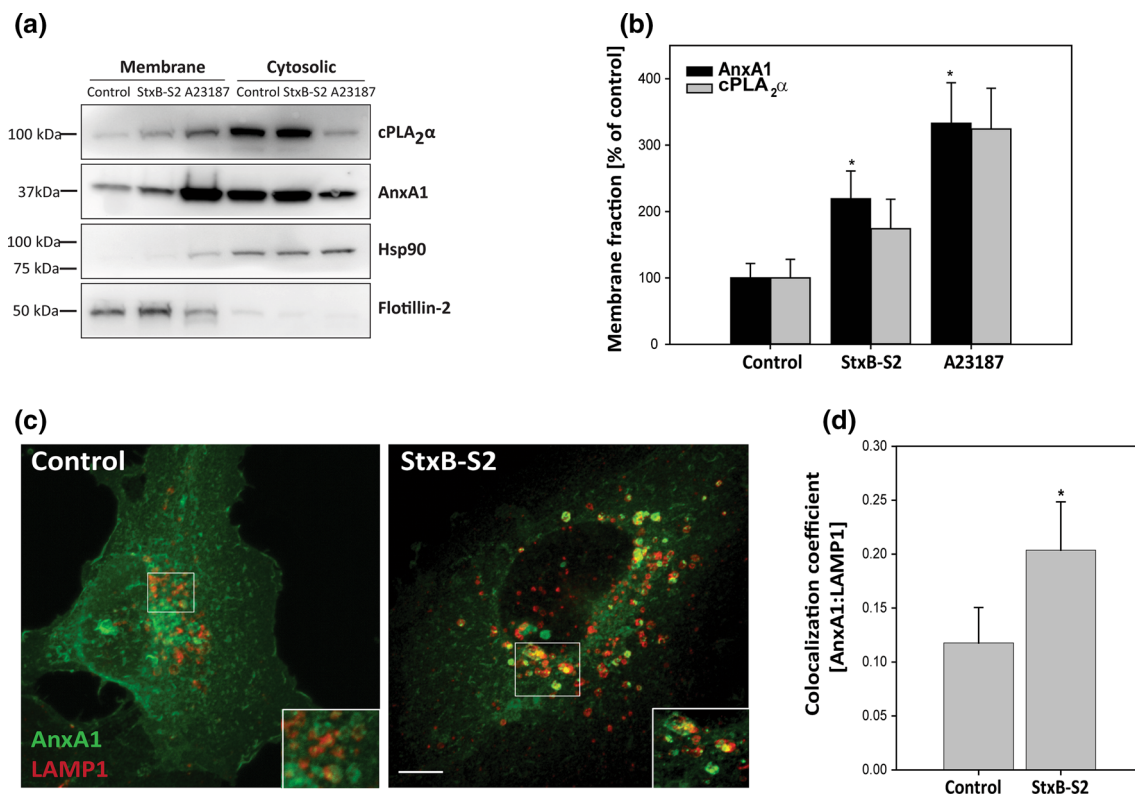 (a)
Membrane Cytosolic
Control StxB-S2 A23187 Control StxB-S2 A23187
100 kDa cPLA2α
37kDa AnxA1
100 kDa Hsp90
75 kDa
50 kDa Flotillin-2
(b)
Membrane fraction [% of control]
400
300
200
100
0
AnxA1
cPLA2α
*
*
Control StxB-S2 A23187
(c)
Control
AnxA1
LAMP1
StxB-S2
(d)
Colocalization coefficient
[AnxA1:LAMP1]
0.30
0.25
0.20
0.15
0.10
0.05
0.00
*
Control StxB-S2